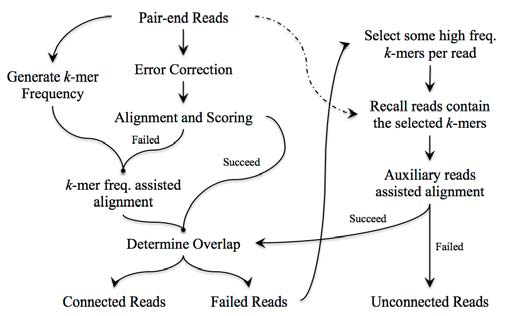 Pair-end Reads
Generate k-mer
Frequency
Error Correction
Alignment and Scoring
Failed
Succeed
k-mer freq. assisted
alignment
Determine Overlap
Connected Reads
Failed Reads
Select some high freq.
k-mers per read
Recall reads contain
the selected k-mers
Auxiliary reads
assisted alignment
Succeed
Failed
Unconnected Reads